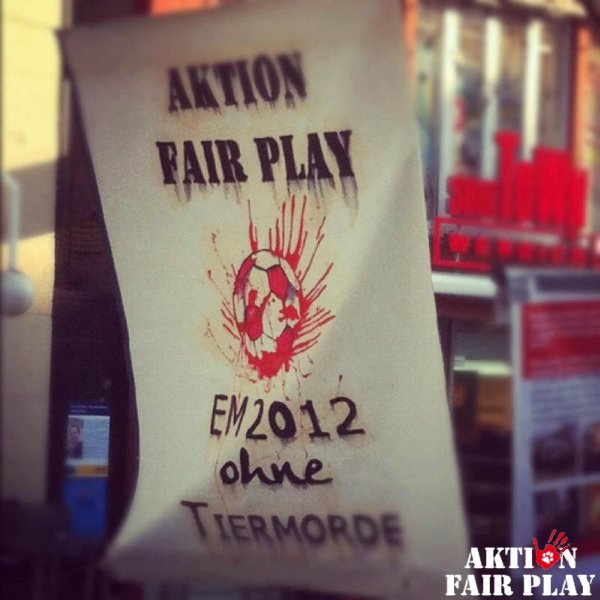 AKTION
FAIR PLAY
EM2012
ohne
TIERMORDE
AKTION
FAIR PLAY